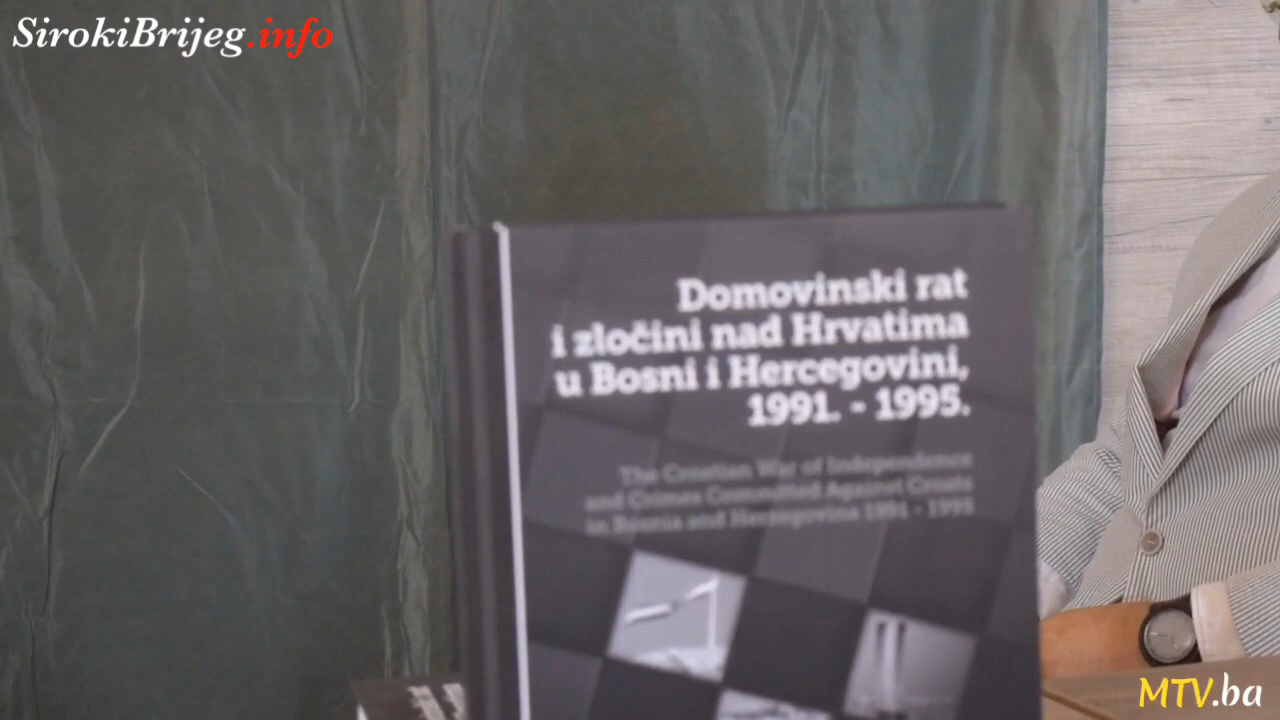 SirokiBrijeg.info
Domovinski rat
i zločini nad Hrvatima
u Bosni i Hercegovini,
1991. - 1995.
The Croatian War of Independence
and Crimes Committed Against Croats
in Bosnia and Herzegovina 1991 - 1995
MTV.ba